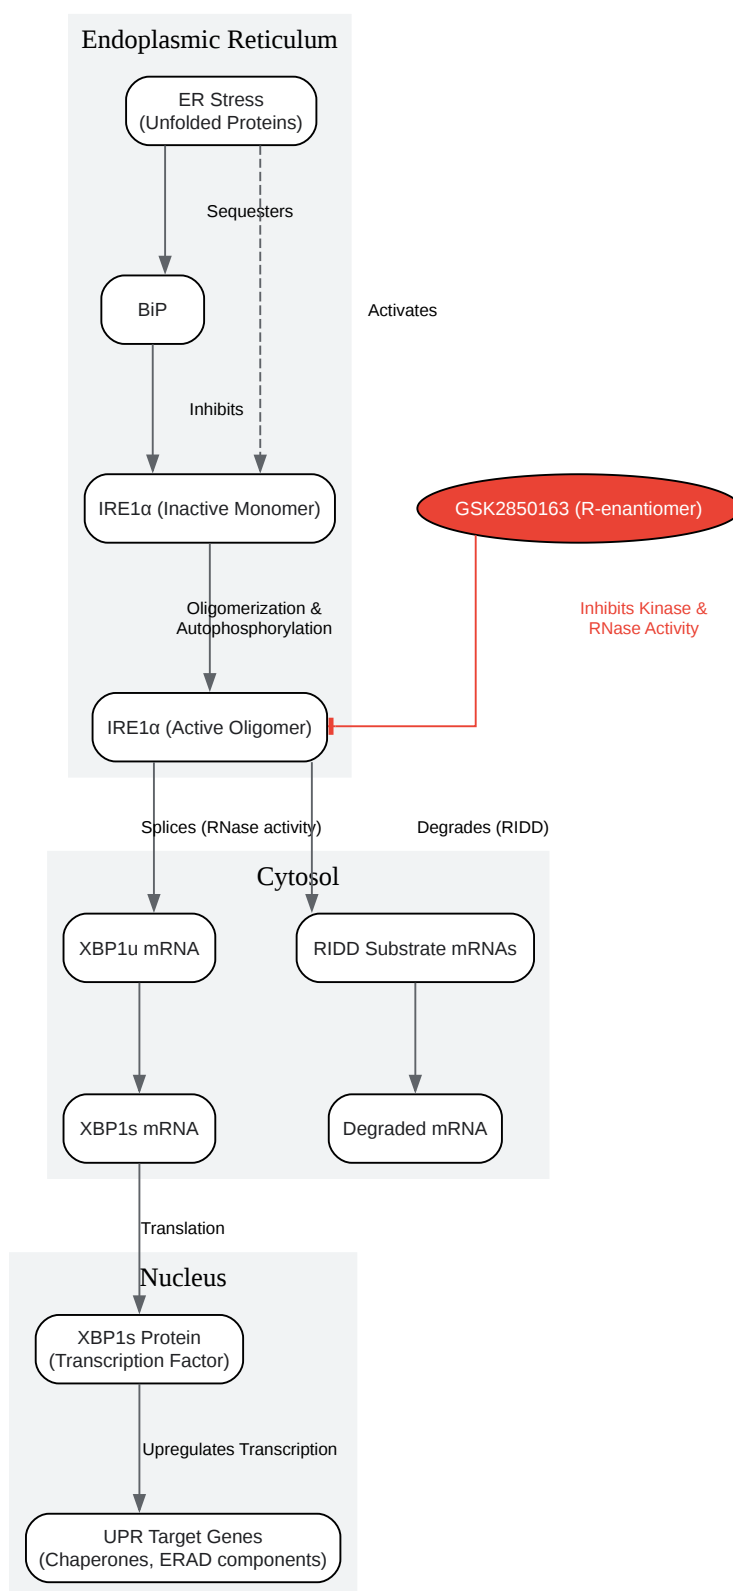 Endoplasmic Reticulum
ER Stress
(Unfolded Proteins)
Sequesters
BiP
Activates
Inhibits
IRE1α (Inactive Monomer)
GSK2850163 (R-enantiomer)
Oligomerization &
Autophosphorylation
Inhibits Kinase &
RNase Activity
IRE1α (Active Oligomer)
Splices (RNase activity)
Degrades (RIDD)
Cytosol
XBP1u mRNA
RIDD Substrate mRNAs
XBP1s mRNA
Degraded mRNA
Translation
Nucleus
XBP1s Protein
(Transcription Factor)
Upregulates Transcription
UPR Target Genes
(Chaperones, ERAD components)